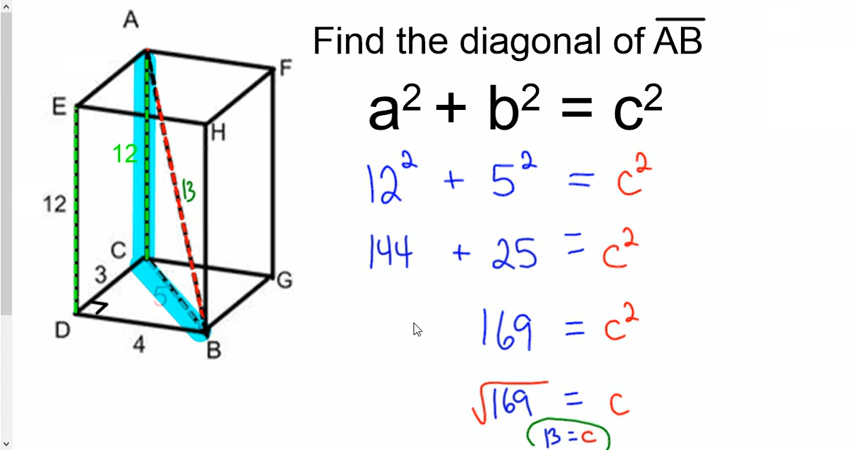 A
Find the diagonal of AB
F
E
a² + b² = c²
H
12
12² + 5² = c²
13
12
144 + 25 = c²
C
3
5
G
169 = c²
D
4
B
√169 = c
13 = c